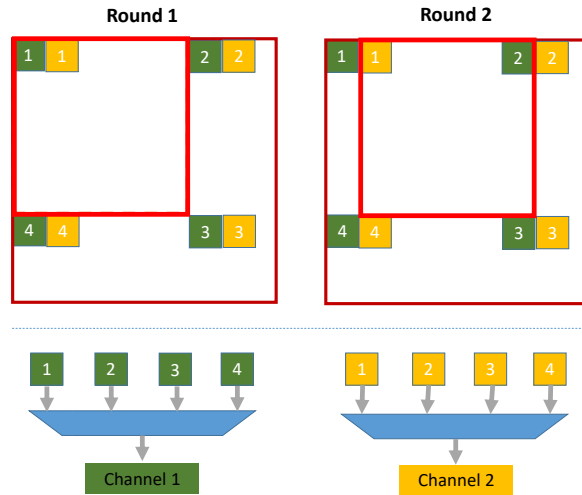 Round 1 Round 2
1 1 2 2 1 1 2 2
4 4 3 3 4 4 3 3
1 2 3 4 1 2 3 4
Channel 1 Channel 2